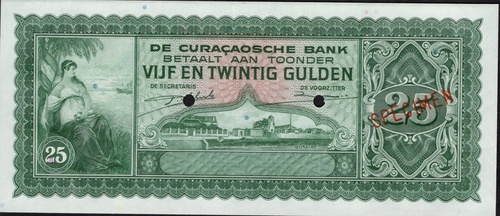 DE CURAÇAOSCHE BANK
BETAALT AAN TOONDER
VIJF EN TWINTIG GULDEN
DE SECRETARIS
DE VOORZITTER
25
25
SPECIMEN